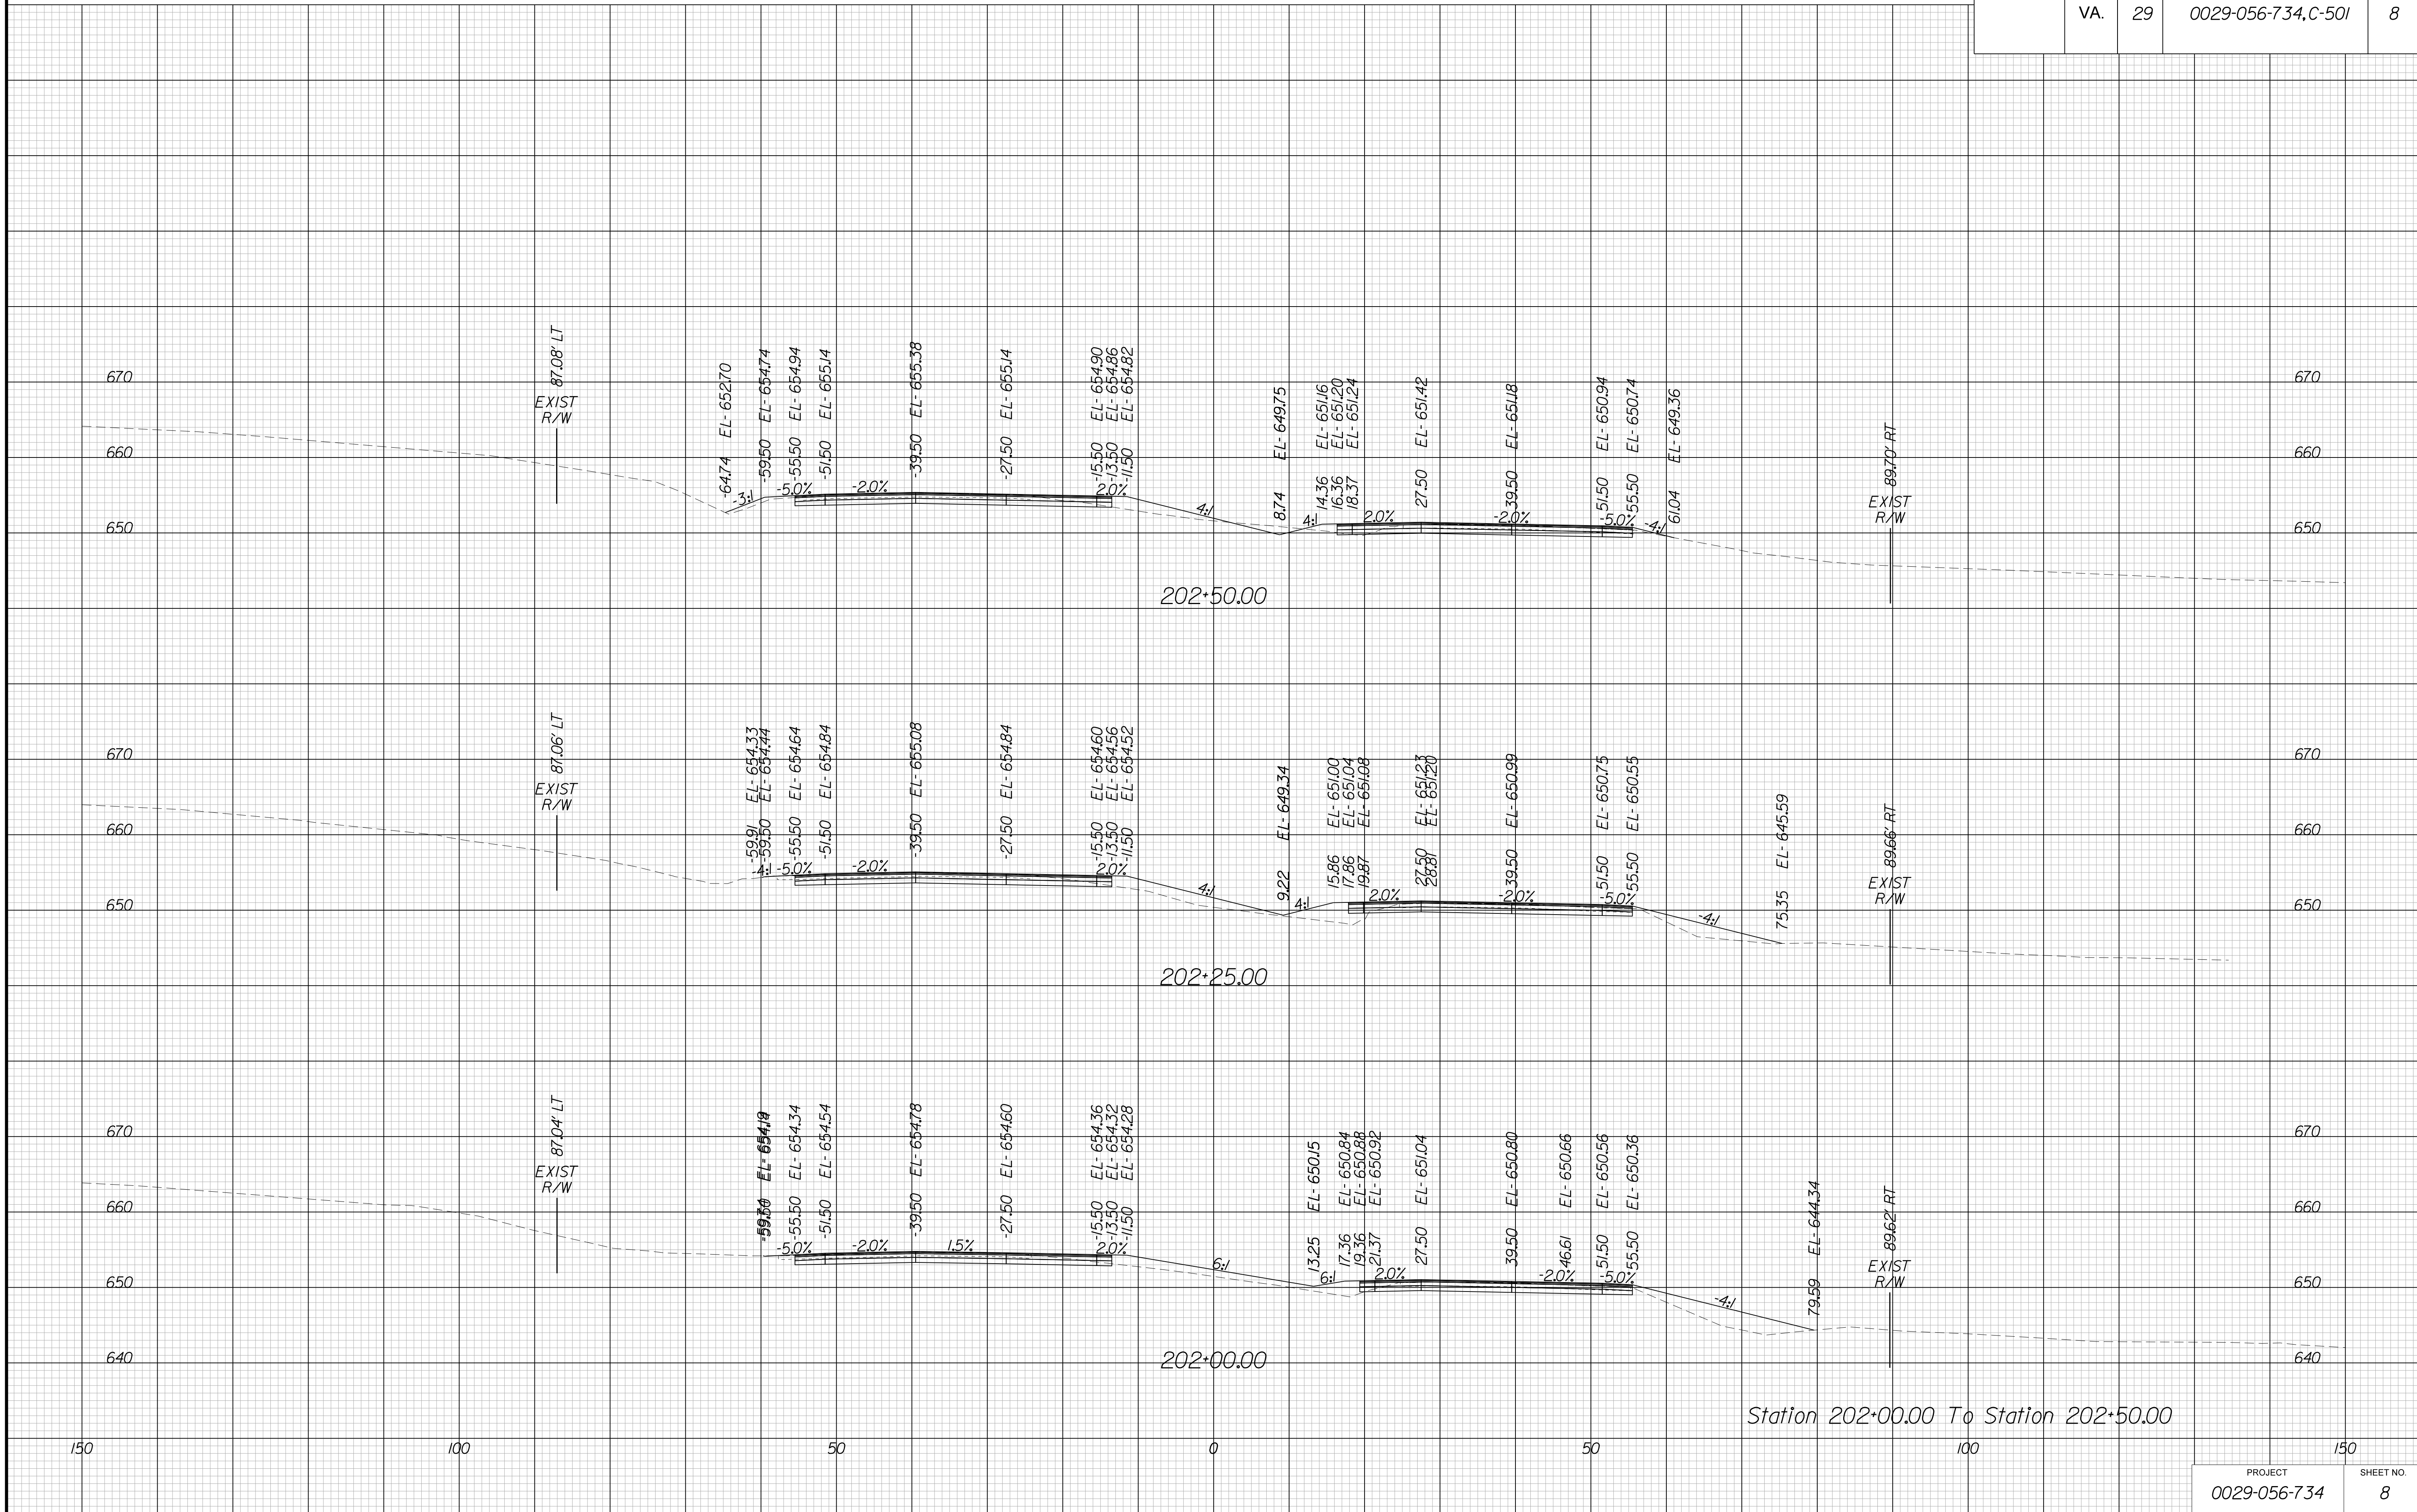 VA. 29 0029-056-734, C-501 8
87.08' LT
EXIST
R/W
-64.74 EL- 652.70
-59.50 EL- 654.74
-55.50 EL- 654.94
-51.50 EL- 655.14
-39.50 EL- 655.38
-27.50 EL- 655.14
-15.50 EL- 654.90
-13.50 EL- 654.86
-11.50 EL- 654.82
8.74 EL- 649.75
14.36 EL- 651.16
16.36 EL- 651.20
18.37 EL- 651.24
27.50 EL- 651.42
39.50 EL- 651.18
51.50 EL- 650.94
55.50 EL- 650.74
61.04 EL- 649.36
89.70' RT
EXIST
R/W
670 670
660 660
650 650
-3:1 -5.0% -2.0% 2.0% 4:1 4:1 2.0% -2.0% -5.0% -4:1
202+50.00
87.06' LT
EXIST
R/W
-59.91 EL- 654.33
-59.50 EL- 654.44
-55.50 EL- 654.64
-51.50 EL- 654.84
-39.50 EL- 655.08
-27.50 EL- 654.84
-15.50 EL- 654.60
-13.50 EL- 654.56
-11.50 EL- 654.52
9.22 EL- 649.34
15.86 EL- 651.00
17.86 EL- 651.04
19.87 EL- 651.08
27.50 EL- 651.23
28.81 EL- 651.20
39.50 EL- 650.99
51.50 EL- 650.75
55.50 EL- 650.55
75.35 EL- 645.59
89.66' RT
EXIST
R/W
670 670
660 660
650 650
-4:1 -5.0% -2.0% 2.0% 4:1 4:1 2.0% -2.0% -5.0% -4:1
202+25.00
87.04' LT
EXIST
R/W
-55.50 EL- 654.34
-51.50 EL- 654.54
-39.50 EL- 654.78
-27.50 EL- 654.60
-15.50 EL- 654.36
-13.50 EL- 654.32
-11.50 EL- 654.28
13.25 EL- 650.15
17.36 EL- 650.84
19.36 EL- 650.88
21.37 EL- 650.92
27.50 EL- 651.04
39.50 EL- 650.80
46.61 EL- 650.66
51.50 EL- 650.56
55.50 EL- 650.36
79.59 EL- 644.34
89.62' RT
EXIST
R/W
670 670
660 660
650 650
640 640
-5.0% -2.0% 1.5% 2.0% 6:1 6:1 2.0% -2.0% -5.0% -4:1
202+00.00
Station 202+00.00 To Station 202+50.00
150 100 50 0 50 100 150
PROJECT SHEET NO.
0029-056-734 8